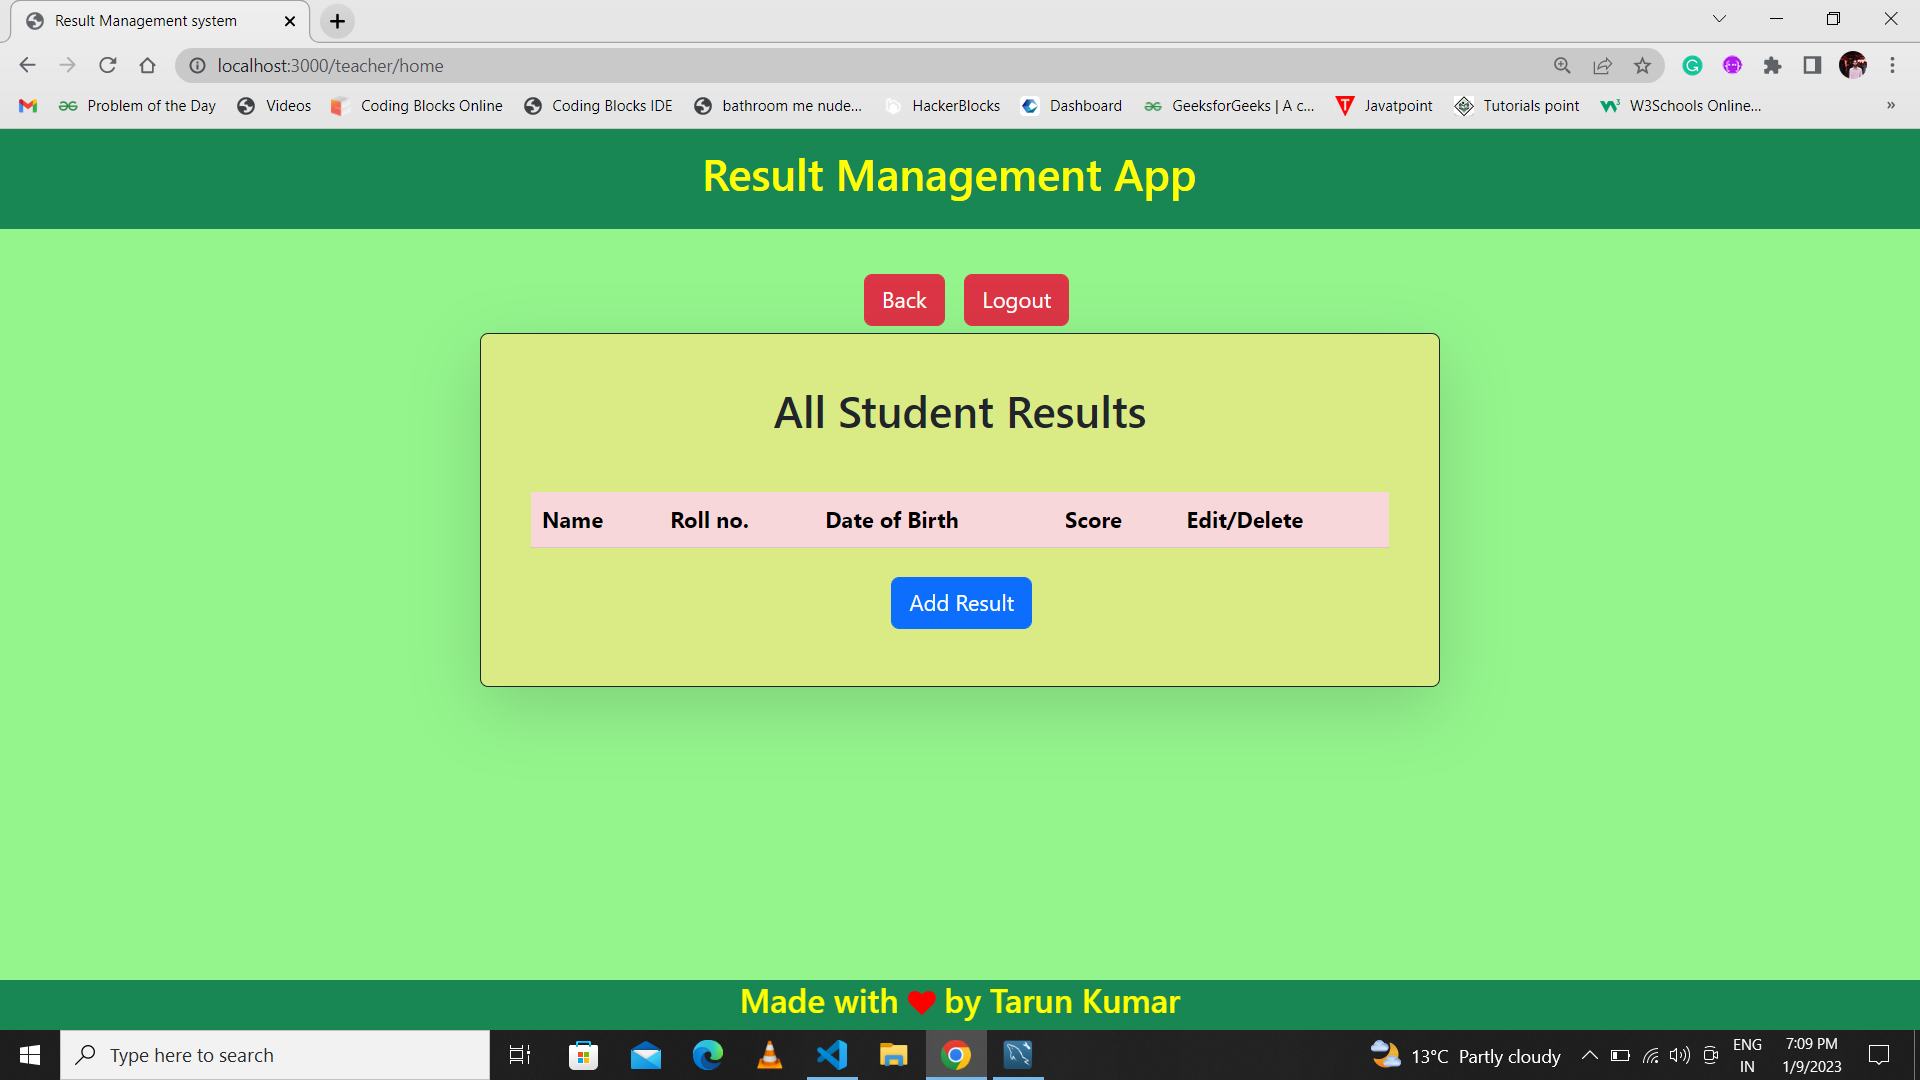 Result Management system
localhost:3000/teacher/home
Problem of the Day Videos Coding Blocks Online Coding Blocks IDE bathroom me nude... HackerBlocks Dashboard GeeksforGeeks | A c... Javatpoint Tutorials point W3Schools Online... »
Result Management App
Back Logout
All Student Results
Name Roll no. Date of Birth Score Edit/Delete
Add Result
Made with ❤ by Tarun Kumar
Type here to search
13°C Partly cloudy
ENG
IN
7:09 PM
1/9/2023